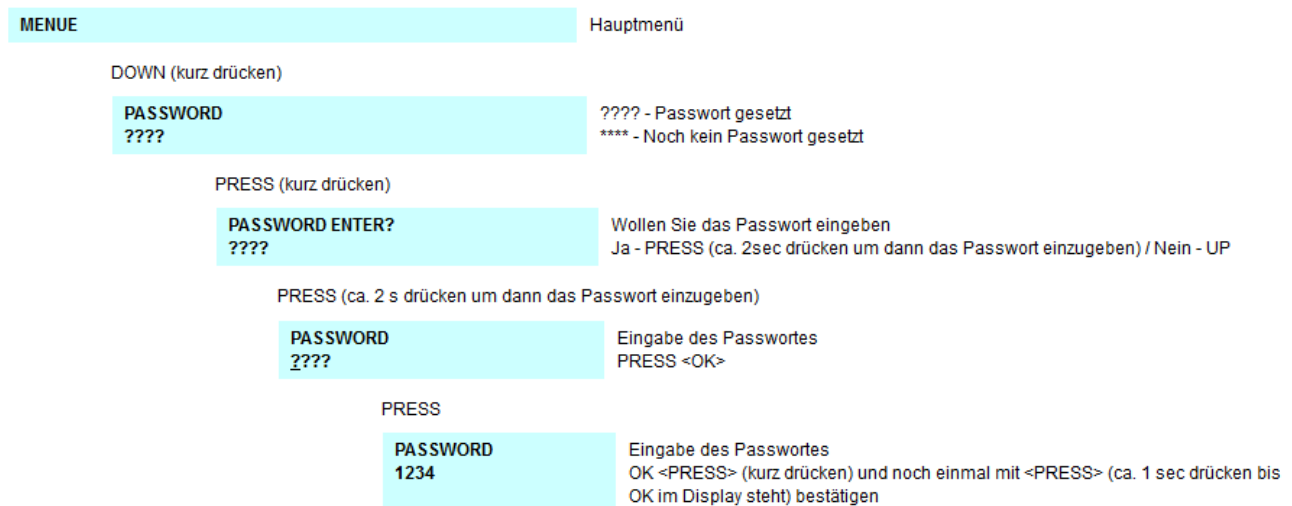 MENUE Hauptmenü
DOWN (kurz drücken)
PASSWORD ???? - Passwort gesetzt
???? **** - Noch kein Passwort gesetzt
PRESS (kurz drücken)
PASSWORD ENTER? Wollen Sie das Passwort eingeben
???? Ja - PRESS (ca. 2sec drücken um dann das Passwort einzugeben) / Nein - UP
PRESS (ca. 2 s drücken um dann das Passwort einzugeben)
PASSWORD Eingabe des Passwortes
???? PRESS <OK>
PRESS
PASSWORD Eingabe des Passwortes
1234 OK <PRESS> (kurz drücken) und noch einmal mit <PRESS> (ca. 1 sec drücken bis
OK im Display steht) bestätigen